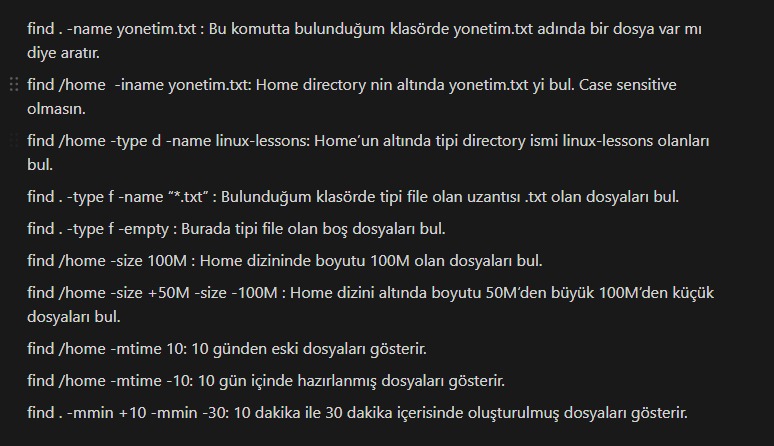 find . -name yonetim.txt : Bu komutta bulunduğum klasörde yonetim.txt adında bir dosya var mı
diye aratır.
find /home  -iname yonetim.txt: Home directory nin altında yonetim.txt yi bul. Case sensitive
olmasın.
find /home -type d -name linux-lessons: Home’un altında tipi directory ismi linux-lessons olanları
bul.
find . -type f -name “*.txt” : Bulunduğum klasörde tipi file olan uzantısı .txt olan dosyaları bul.
find . -type f -empty : Burada tipi file olan boş dosyaları bul.
find /home -size 100M : Home dizininde boyutu 100M olan dosyaları bul.
find /home -size +50M -size -100M : Home dizini altında boyutu 50M’den büyük 100M’den küçük
dosyaları bul.
find /home -mtime 10: 10 günden eski dosyaları gösterir.
find /home -mtime -10: 10 gün içinde hazırlanmış dosyaları gösterir.
find . -mmin +10 -mmin -30: 10 dakika ile 30 dakika içerisinde oluşturulmuş dosyaları gösterir.